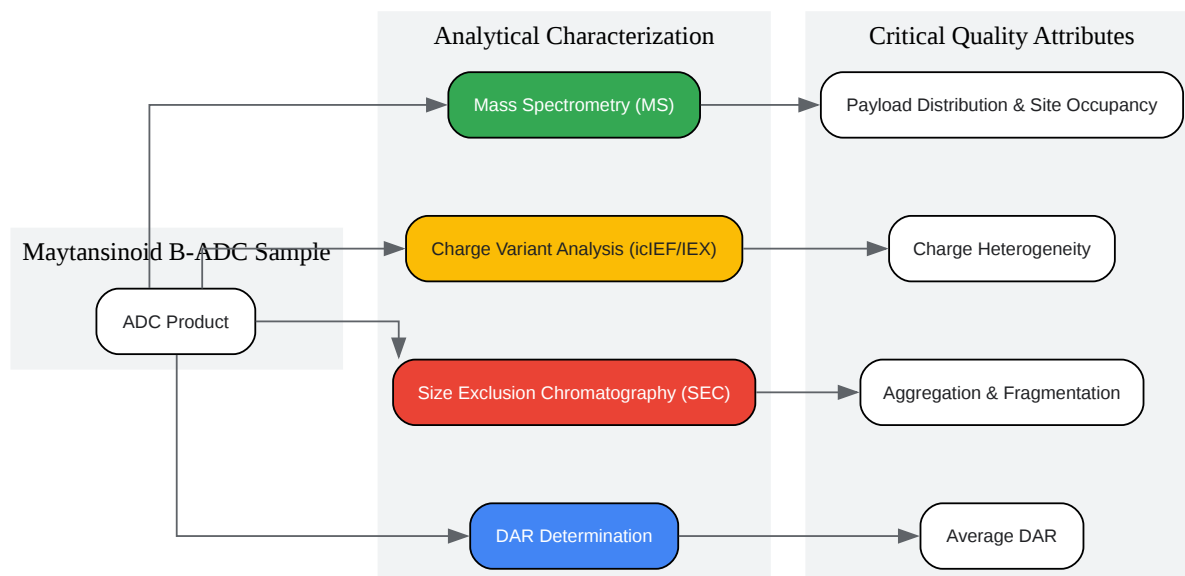 Analytical Characterization
Critical Quality Attributes
Mass Spectrometry (MS)
Payload Distribution & Site Occupancy
Maytansinoid B-ADC Sample
Charge Variant Analysis (icIEF/IEX)
Charge Heterogeneity
ADC Product
Size Exclusion Chromatography (SEC)
Aggregation & Fragmentation
DAR Determination
Average DAR